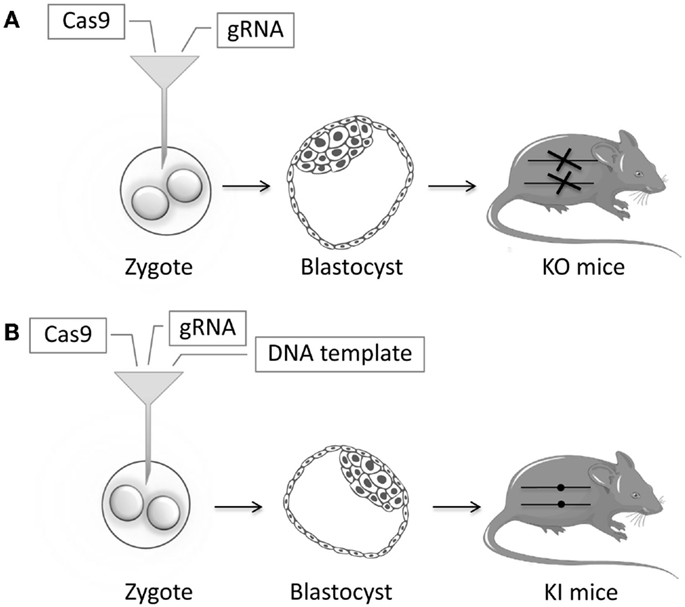 A
Cas9
gRNA
Zygote
Blastocyst
KO mice
B
Cas9
gRNA
DNA template
Zygote
Blastocyst
KI mice